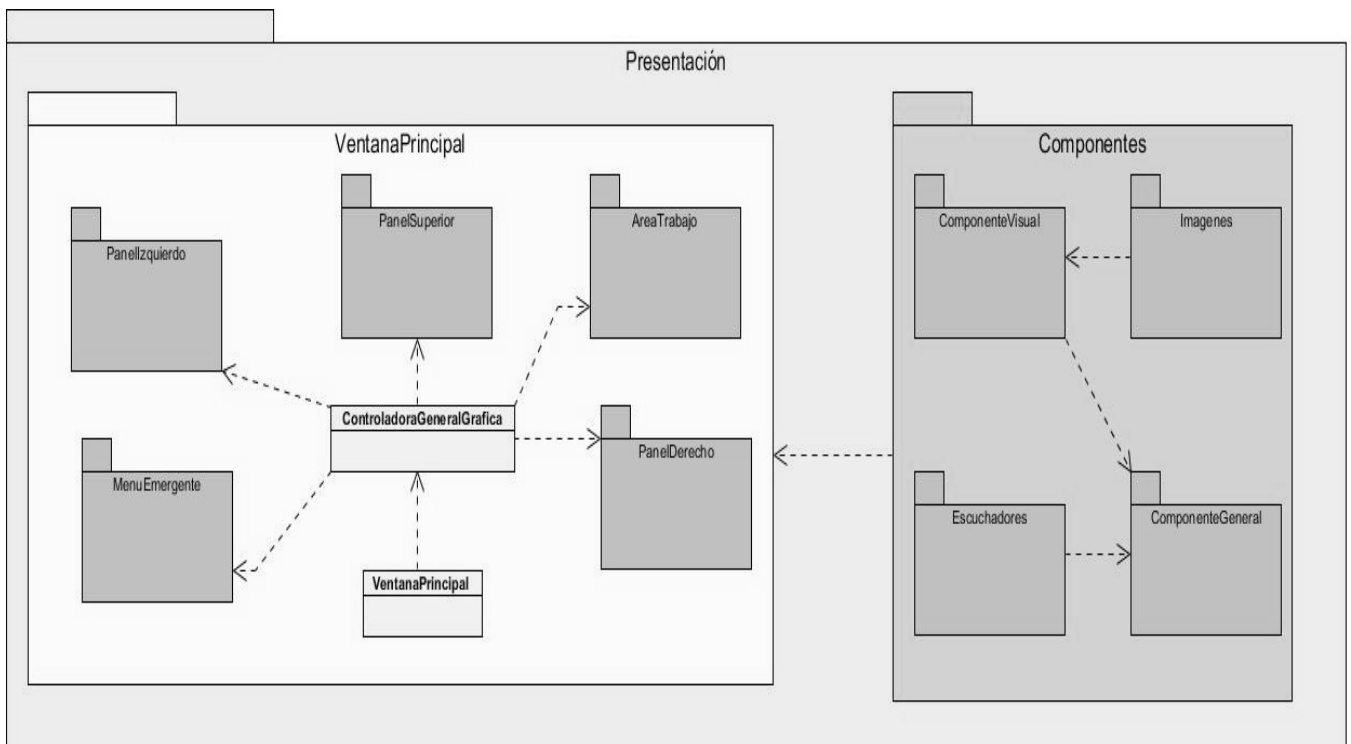 Presentación
VentanaPrincipal
Componentes
PanelIzquierdo
PanelSuperior
AreaTrabajo
ComponenteVisual
Imagenes
ControladoraGeneralGrafica
MenuEmergente
PanelDerecho
VentanaPrincipal
Escuchadores
ComponenteGeneral